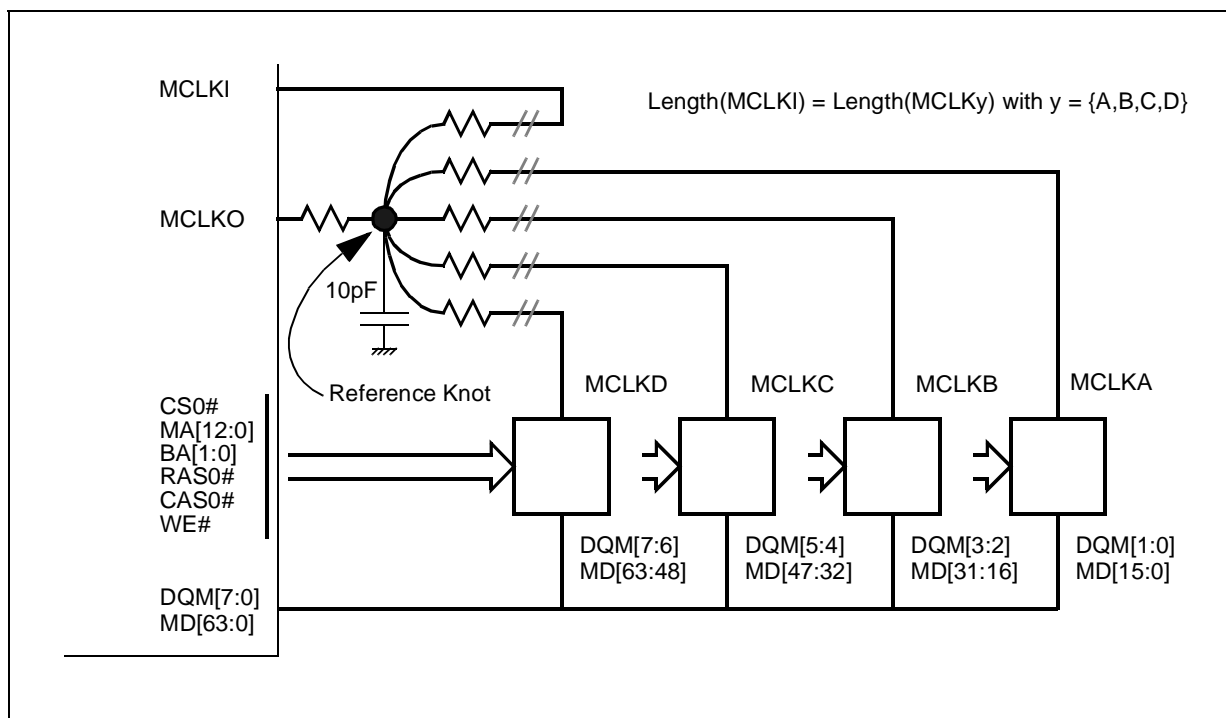 MCLKI
Length(MCLKI) = Length(MCLKy) with y = {A,B,C,D}
MCLKO
10pF
Reference Knot
MCLKD
MCLKC
MCLKB
MCLKA
CS0#
MA[12:0]
BA[1:0]
RAS0#
CAS0#
WE#
DQM[7:6]
MD[63:48]
DQM[5:4]
MD[47:32]
DQM[3:2]
MD[31:16]
DQM[1:0]
MD[15:0]
DQM[7:0]
MD[63:0]